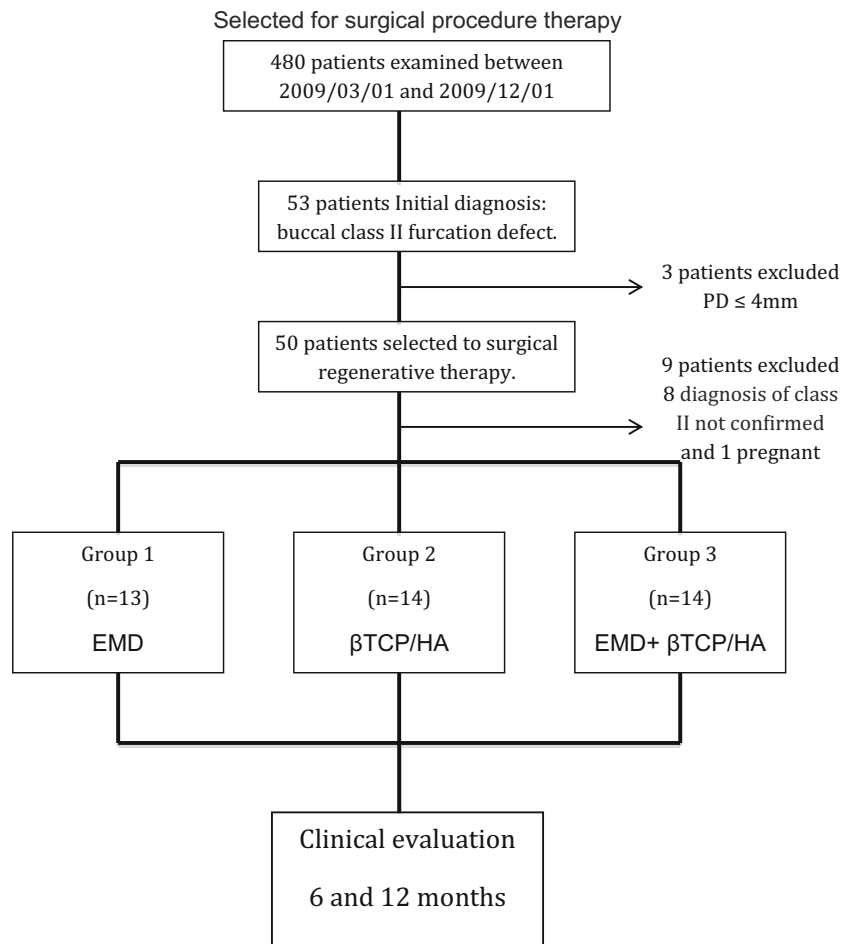 Selected for surgical procedure therapy
480 patients examined between
2009/03/01 and 2009/12/01
53 patients Initial diagnosis:
buccal class II furcation defect.
3 patients excluded
PD ≤ 4mm
50 patients selected to surgical
regenerative therapy.
9 patients excluded
8 diagnosis of class
II not confirmed
and 1 pregnant
Group 1
(n=13)
EMD
Group 2
(n=14)
βTCP/HA
Group 3
(n=14)
EMD+ βTCP/HA
Clinical evaluation
6 and 12 months